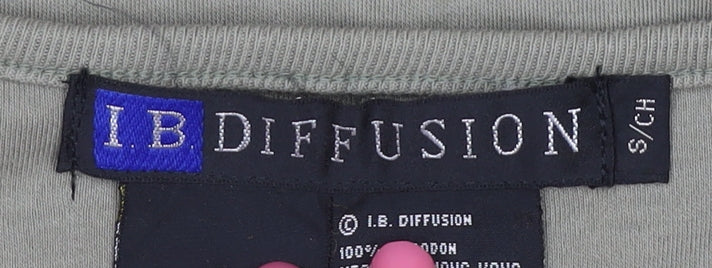 I.B. DIFFUSION
S/CH
© I.B. DIFFUSION
100%